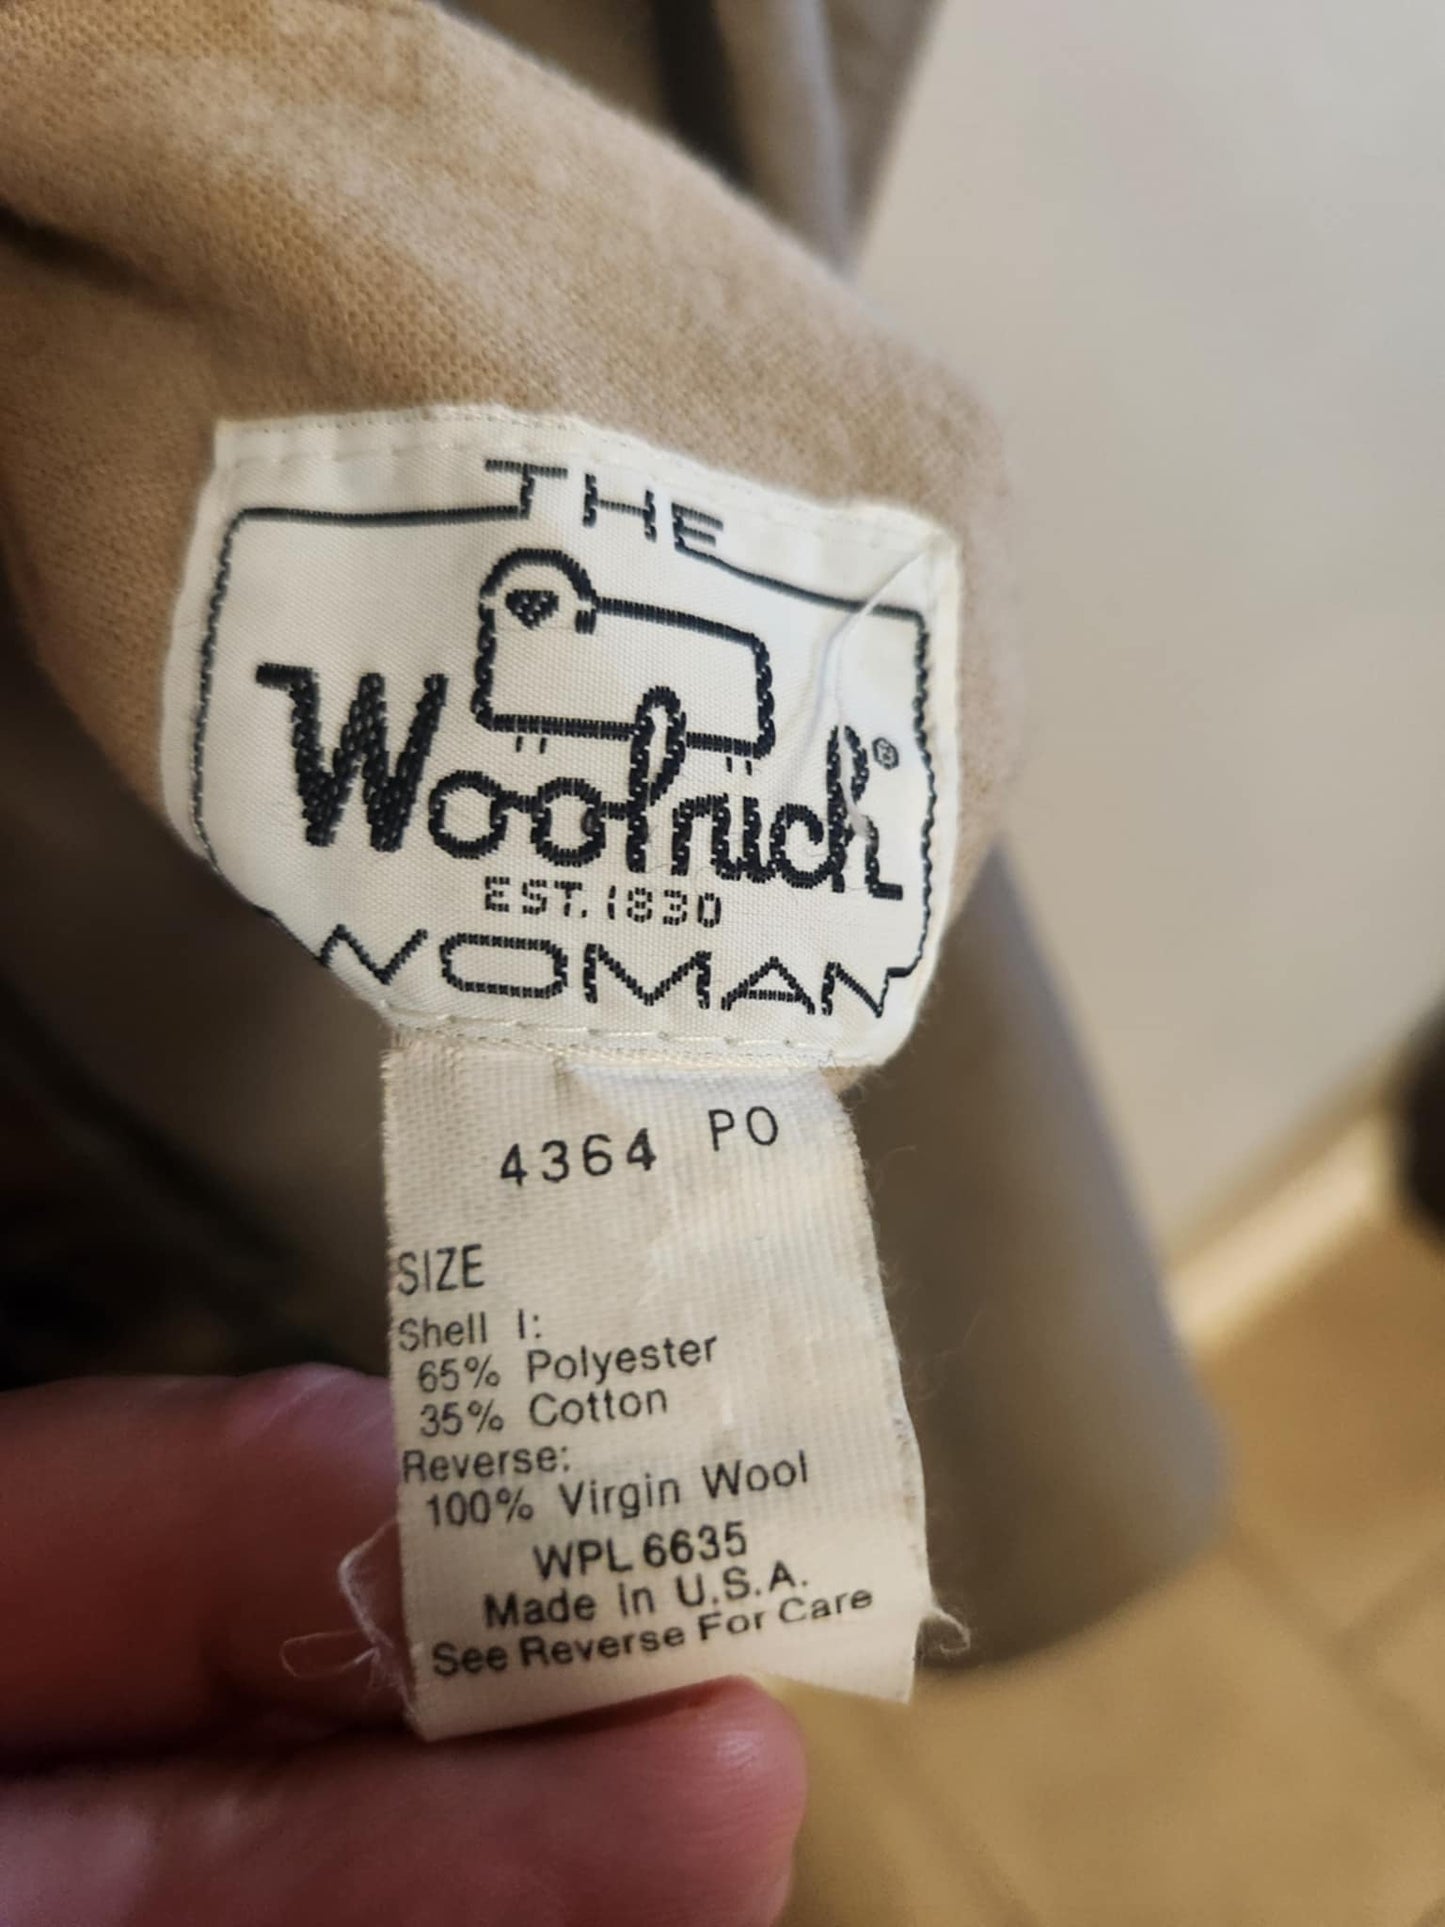 THE
Woolrich®
EST. 1830
WOMAN
4364 PO
SIZE
Shell I:
65% Polyester
35% Cotton
Reverse:
100% Virgin Wool
WPL 6635
Made In U.S.A.
See Reverse For Care